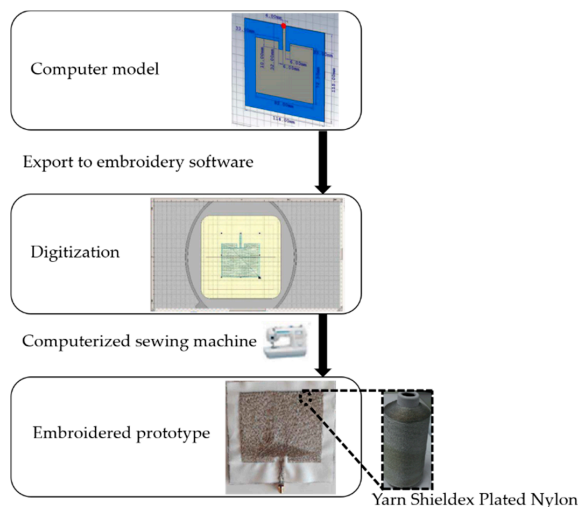 Computer model
Export to embroidery software
Digitization
Computerized sewing machine
Embroidered prototype
Yarn Shieldex Plated Nylon